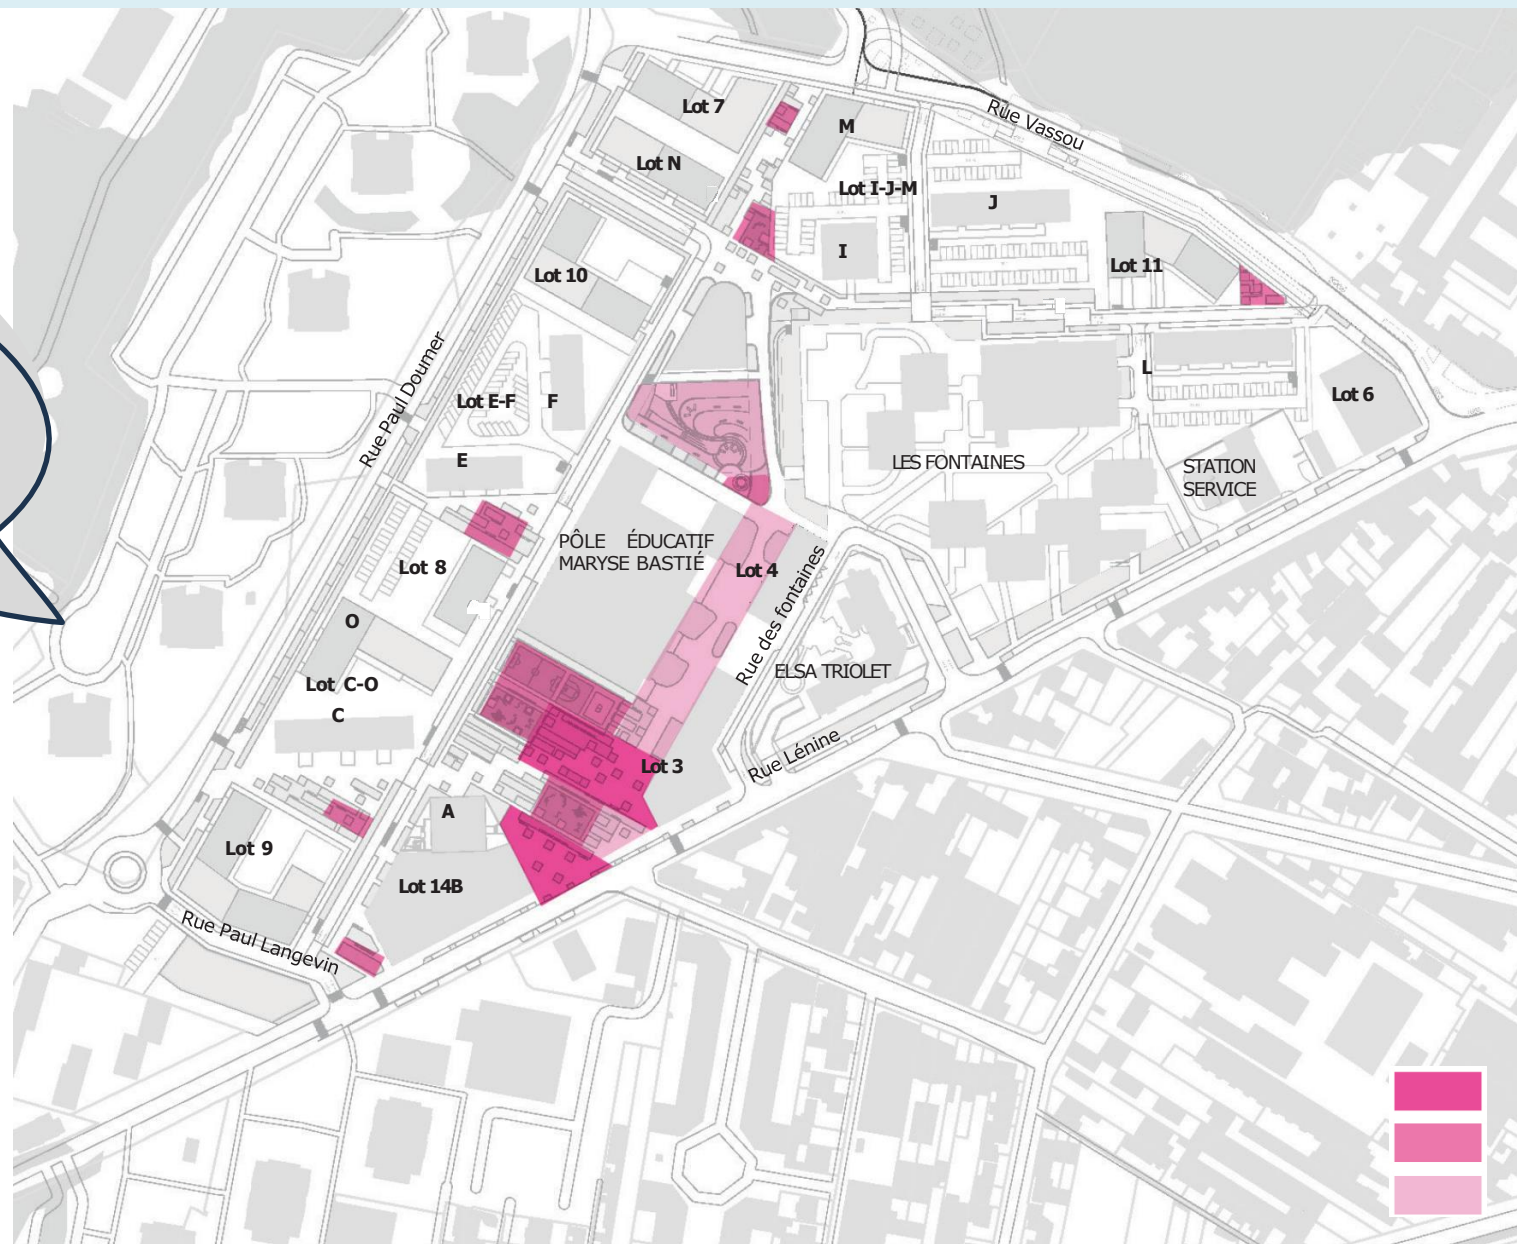 Lot 7
M
Rue Vassou
Lot N
Lot I-J-M
J
I
Lot 11
Lot 10
Rue Paul Doumer
L
Lot E-F
F
Lot 6
E
LES FONTAINES
STATION
SERVICE
PÔLE ÉDUCATIF
MARYSE BASTIÉ
Lot 8
Lot 4
Rue des fontaines
O
ELSA TRIOLET
Lot C-O
C
Lot 3
Rue Lénine
A
Lot 9
Lot 14B
Rue Paul Langevin